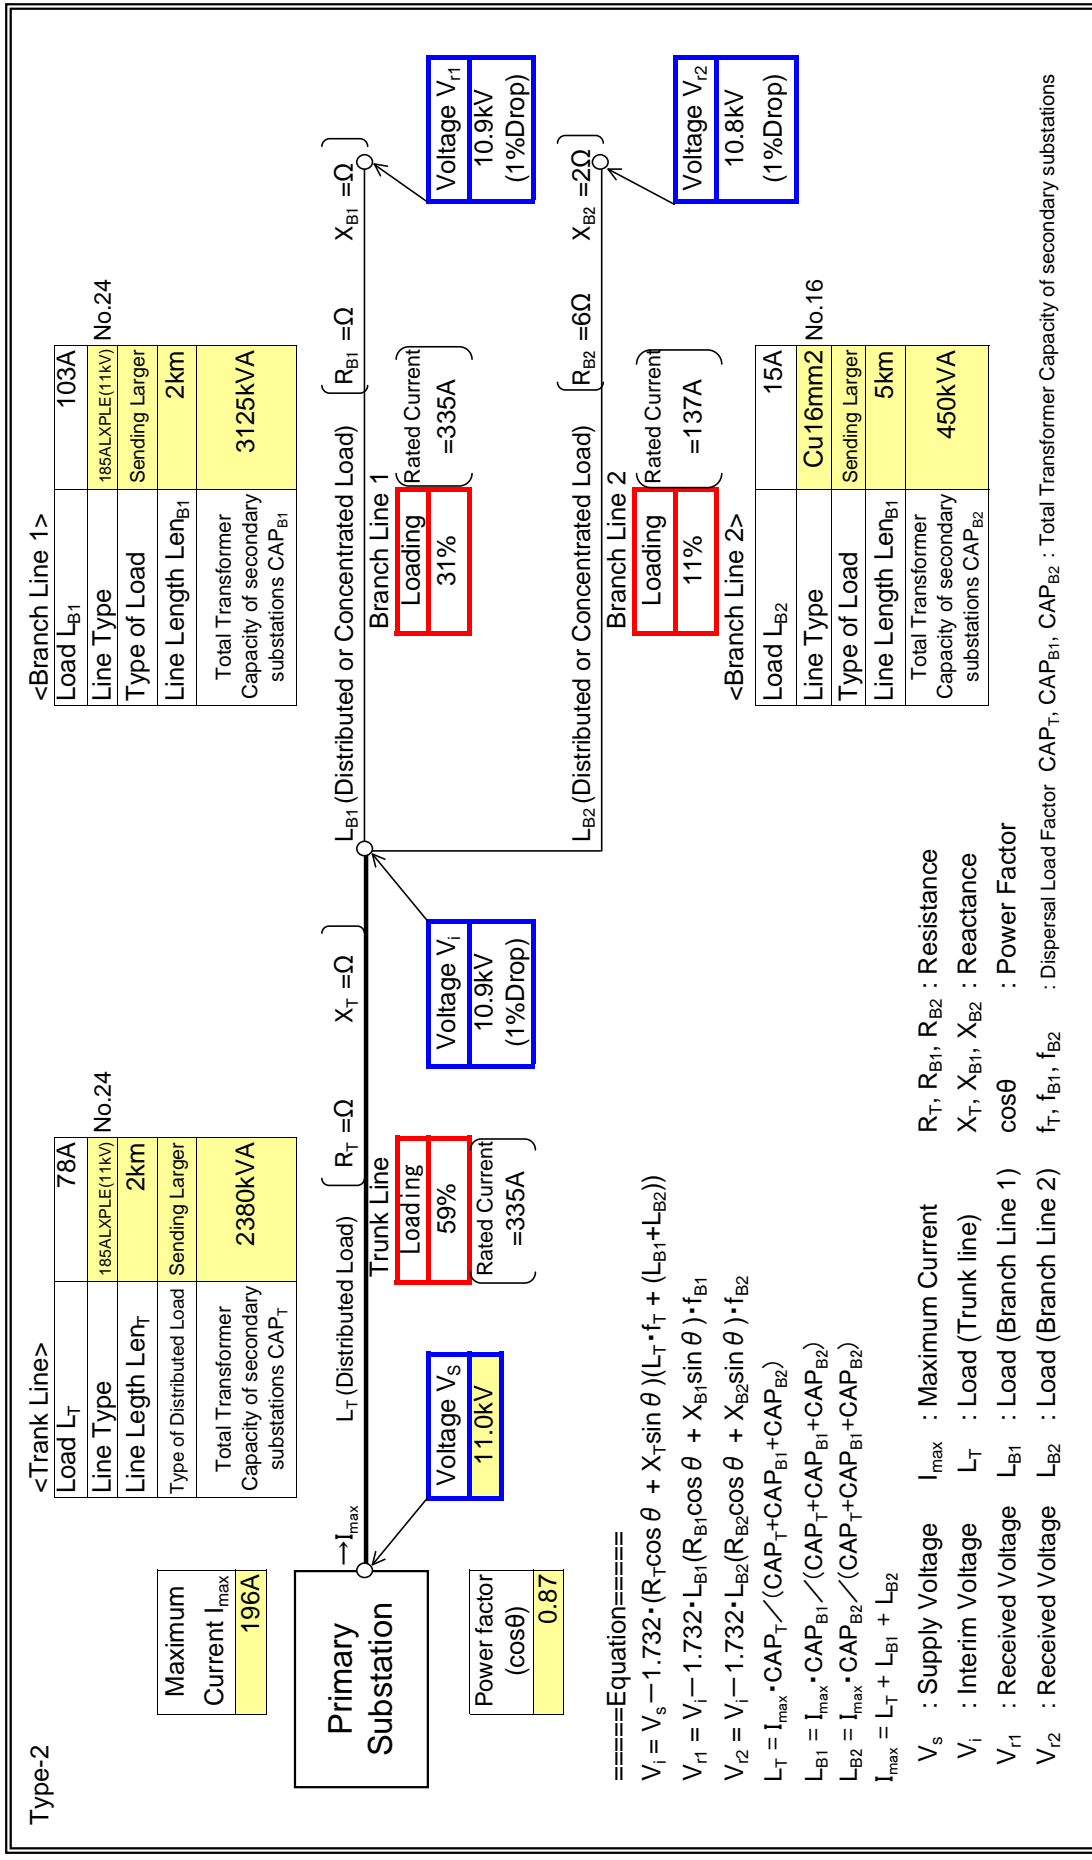 Type-2
Maximum
Current Imax
196A
<Trank Line>
Load LT 78A
Line Type 185ALXPLE(11kV) No.24
Line Legth LenT 2km
Type of Distributed Load Sending Larger
Total Transformer
Capacity of secondary
substations CAPT
2380kVA
<Branch Line 1>
Load LB1 103A
Line Type 185ALXPLE(11kV) No.24
Type of Load Sending Larger
Line Length LenB1 2km
Total Transformer
Capacity of secondary
substations CAPB1
3125kVA
Primary
Substation
→Imax
LT (Distributed Load)
RT =Ω XT =Ω
LB1 (Distributed or Concentrated Load)
RB1 =Ω XB1 =Ω
Trunk Line
Loading
59%
Rated Current
=335A
Branch Line 1
Loading
31%
Rated Current
=335A
Voltage VS
11.0kV
Voltage Vi
10.9kV
(1%Drop)
Voltage Vr1
10.9kV
(1%Drop)
Power factor
(cosθ)
0.87
LB2 (Distributed or Concentrated Load)
RB2 =6Ω XB2 =2Ω
Branch Line 2
Loading
11%
Rated Current
=137A
Voltage Vr2
10.8kV
(1%Drop)
<Branch Line 2>
Load LB2 15A
Line Type Cu16mm2 No.16
Type of Load Sending Larger
Line Length LenB1 5km
Total Transformer
Capacity of secondary
substations CAPB2
450kVA
=====Equation=====
Vi = Vs－1.732･(RTcosθ + XTsinθ)(LT･fT + (LB1+LB2))
Vr1 = Vi－1.732･LB1(RB1cosθ + XB1sinθ)･fB1
Vr2 = Vi－1.732･LB2(RB2cosθ + XB2sinθ)･fB2
LT = Imax･CAPT／(CAPT+CAPB1+CAPB2)
LB1 = Imax･CAPB1／(CAPT+CAPB1+CAPB2)
LB2 = Imax･CAPB2／(CAPT+CAPB1+CAPB2)
Imax = LT + LB1 + LB2
Vs : Supply Voltage Imax : Maximum Current RT, RB1, RB2 : Resistance
Vi : Interim Voltage LT : Load (Trunk line) XT, XB1, XB2 : Reactance
Vr1 : Received Voltage LB1 : Load (Branch Line 1) cosθ : Power Factor
Vr2 : Received Voltage LB2 : Load (Branch Line 2) fT, fB1, fB2 : Dispersal Load Factor CAPT, CAPB1, CAPB2 : Total Transformer Capacity of secondary substations